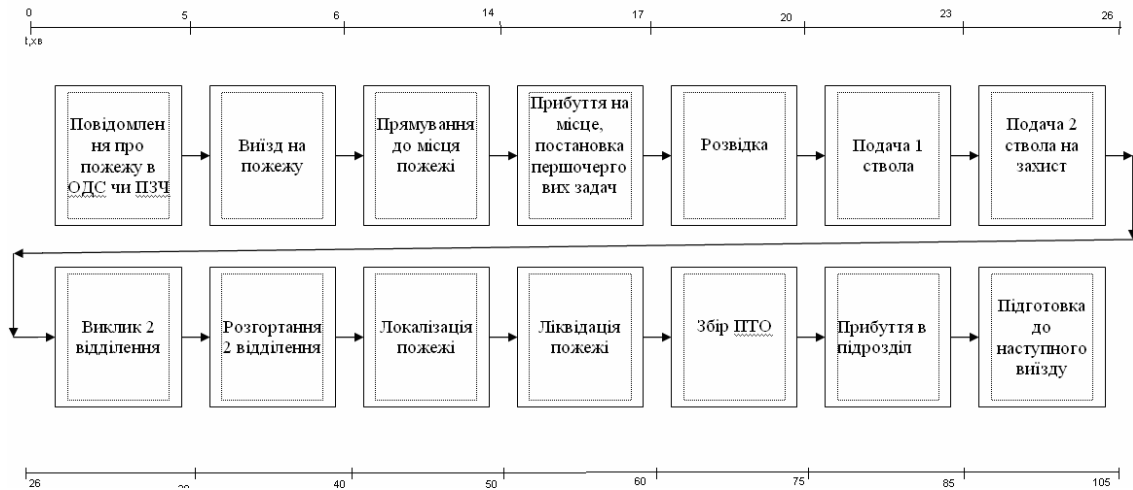 0 5 6 14 17 20 23 26
t,хв
Повідомлен
ня про
пожежу в
ОДС чи ПЗЧ
Виїзд на
пожежу
Прямування
до місця
пожежі
Прибуття на
місце,
постановка
першочерго
вих задач
Розвідка
Подача 1
ствола
Подача 2
ствола на
захист
Виклик 2
відділення
Розгортання
2 відділення
Локалізація
пожежі
Ліквідація
пожежі
Збір ПТО
Прибуття в
підрозділ
Підготовка
до
наступного
виїзду
26 40 50 60 75 85 105